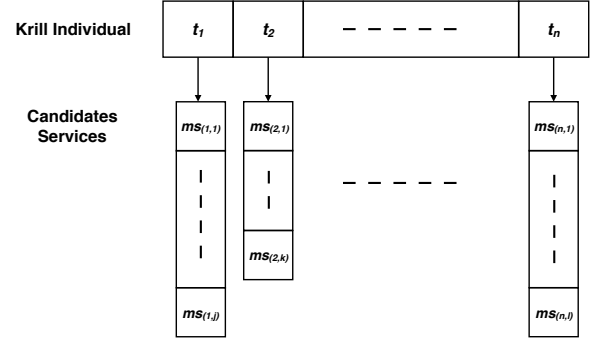 Krill Individual t1 t2 tn
Candidates
Services
ms(1,1) ms(2,1) ms(n,1)
ms(2,k)
ms(1,j) ms(n,l)